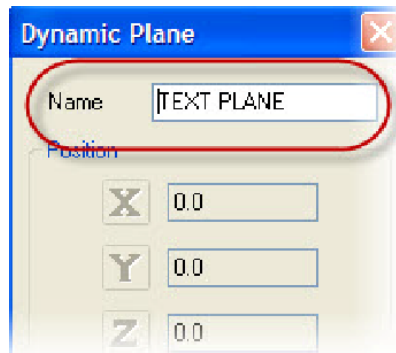 Dynamic Plane
Name TEXT PLANE
Position
X 0.0
Y 0.0
Z 0.0